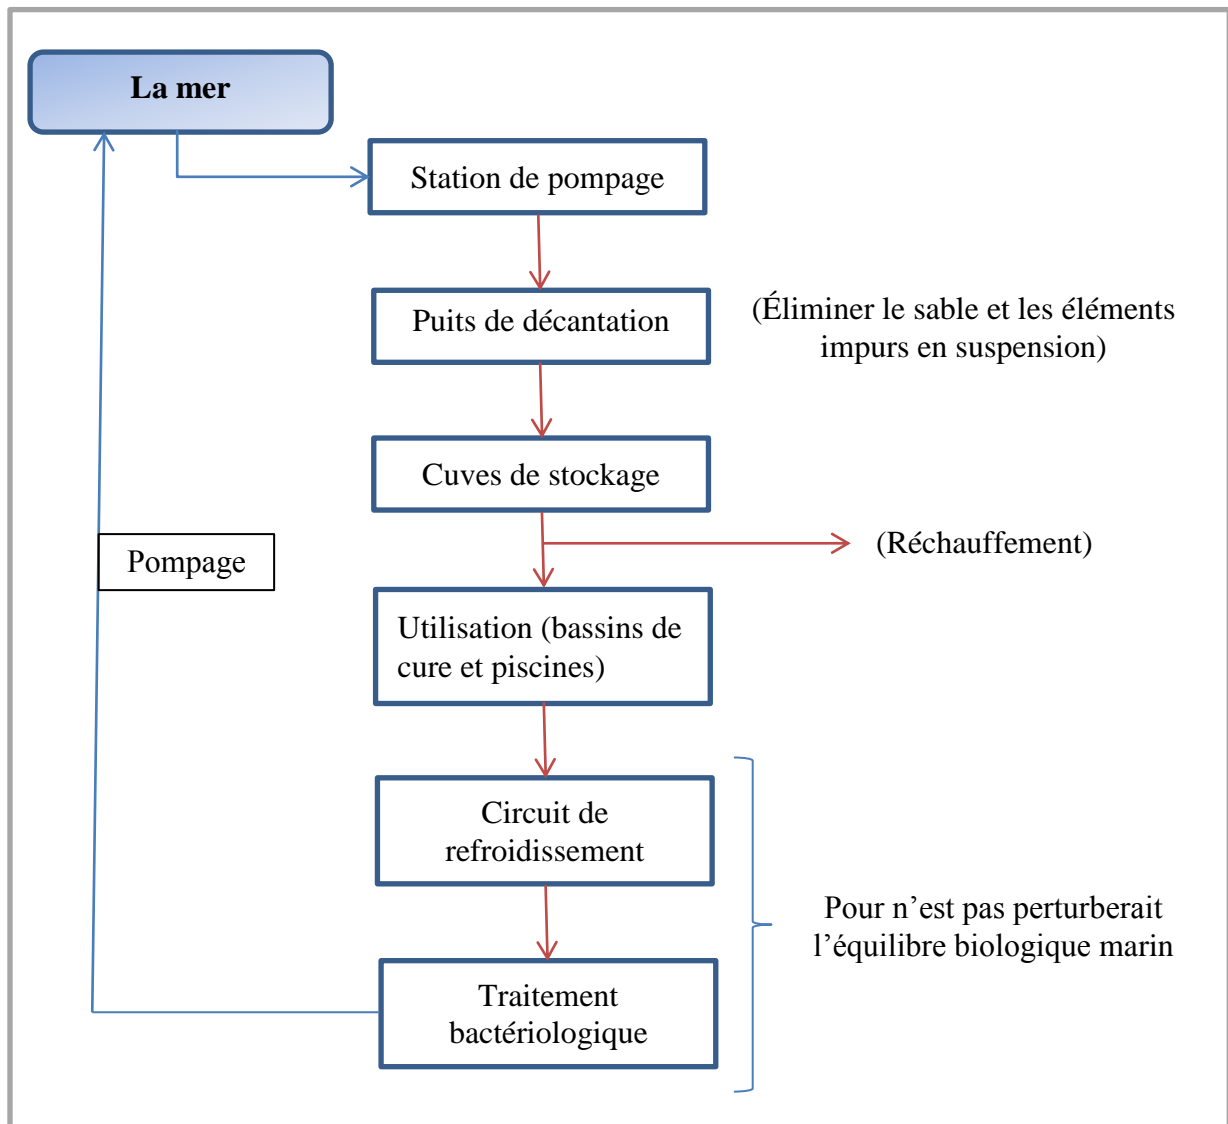 La mer
Station de pompage
Puits de décantation
(Éliminer le sable et les éléments
impurs en suspension)
Cuves de stockage
(Réchauffement)
Pompage
Utilisation (bassins de
cure et piscines)
Circuit de
refroidissement
Pour n’est pas perturberait
l’équilibre biologique marin
Traitement
bactériologique